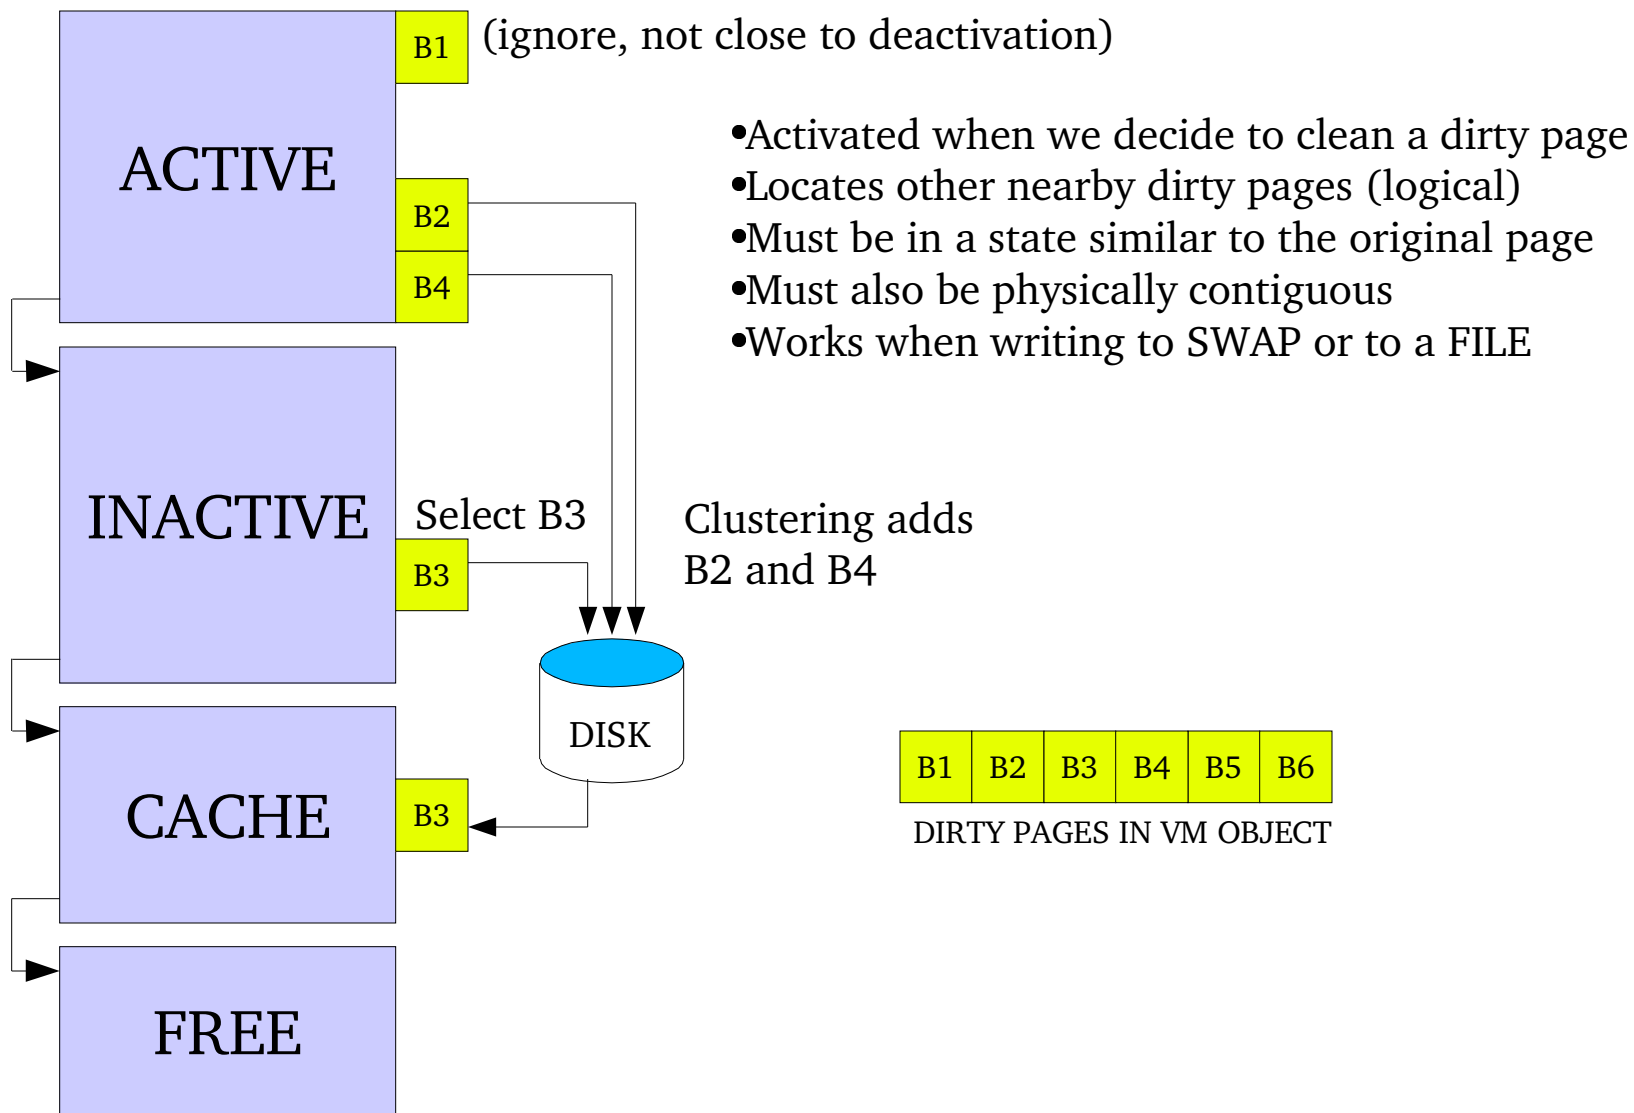 B1
(ignore, not close to deactivation)
ACTIVE
B2
B4
•Activated when we decide to clean a dirty page
•Locates other nearby dirty pages (logical)
•Must be in a state similar to the original page
•Must also be physically contiguous
•Works when writing to SWAP or to a FILE
INACTIVE
Select B3
B3
Clustering adds
B2 and B4
DISK
CACHE
B3
B1 B2 B3 B4 B5 B6
DIRTY PAGES IN VM OBJECT
FREE